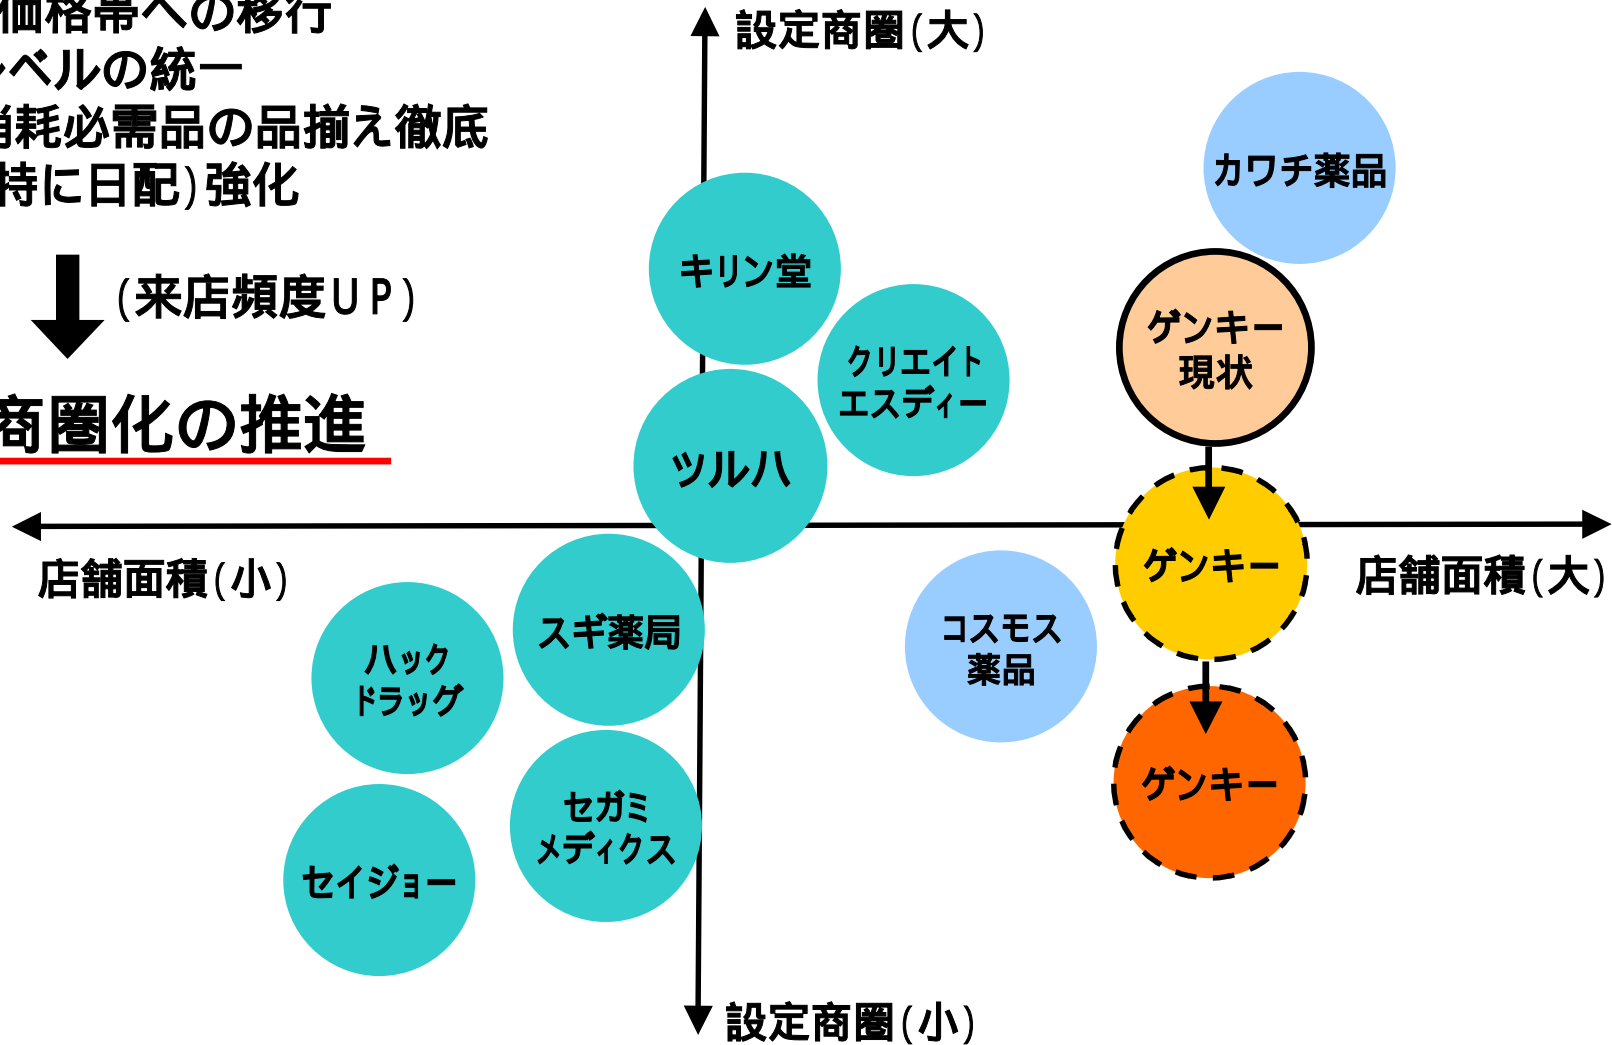 価格帯への移行
レベルの統一
消耗必需品の品揃え徹底
特に日配)強化
(来店頻度UP)
商圏化の推進
設定商圏(大)
カワチ薬品
キリン堂
ゲンキー
現状
クリエイト
エスディー
ツルハ
店舗面積(小)
店舗面積(大)
ゲンキー
スギ薬局
コスモス
薬品
ハック
ドラッグ
ゲンキー
セガミ
メディクス
セイジョー
設定商圏(小)